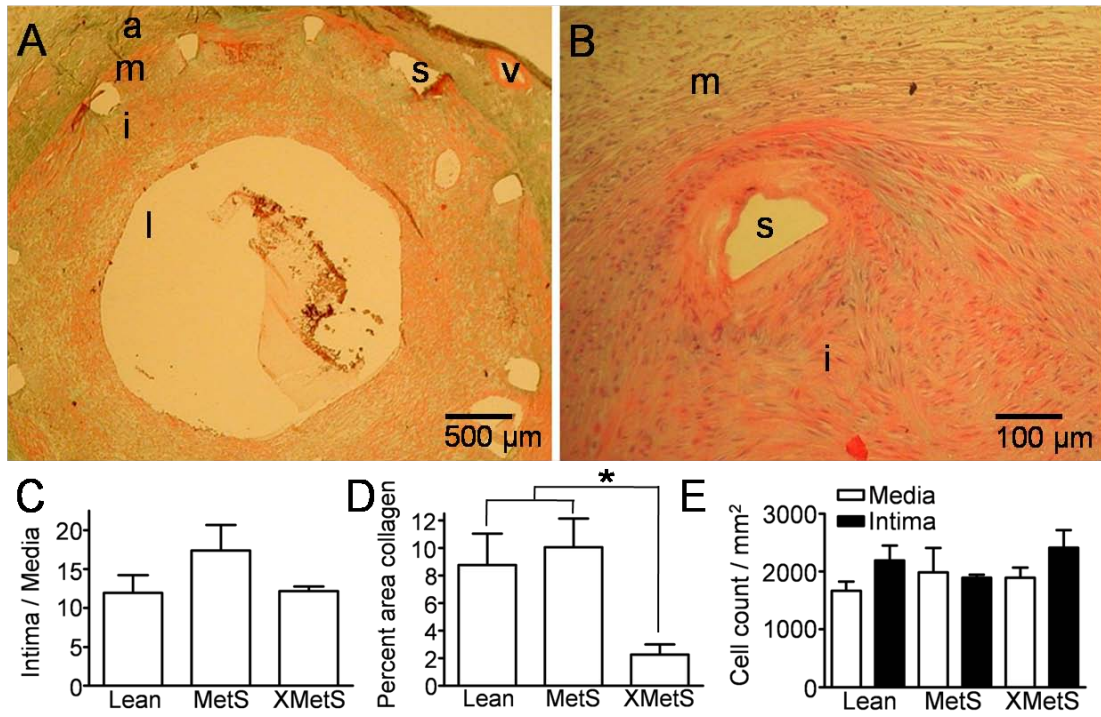 A
a
m
s
v
i
l
500 µm
B
m
s
i
100 µm
C
Intima / Media
20
15
10
5
0
Lean MetS XMetS
D
*
Percent area collagen
12
10
8
6
4
2
0
Lean MetS XMetS
E
Media
Intima
Cell count / mm²
3000
2000
1000
0
Lean MetS XMetS